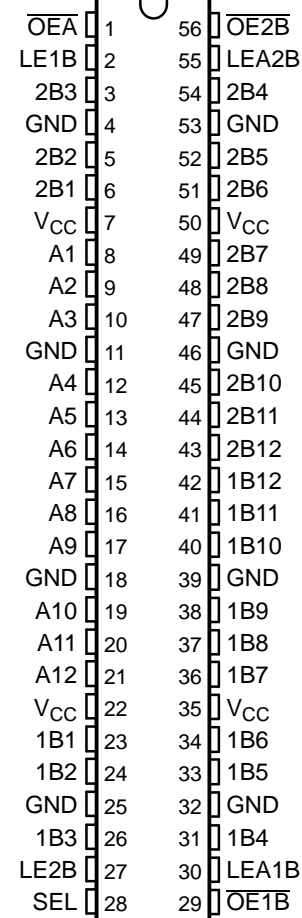 OEA 1 56 OE2B
LE1B 2 55 LEA2B
2B3 3 54 2B4
GND 4 53 GND
2B2 5 52 2B5
2B1 6 51 2B6
VCC 7 50 VCC
A1 8 49 2B7
A2 9 48 2B8
A3 10 47 2B9
GND 11 46 GND
A4 12 45 2B10
A5 13 44 2B11
A6 14 43 2B12
A7 15 42 1B12
A8 16 41 1B11
A9 17 40 1B10
GND 18 39 GND
A10 19 38 1B9
A11 20 37 1B8
A12 21 36 1B7
VCC 22 35 VCC
1B1 23 34 1B6
1B2 24 33 1B5
GND 25 32 GND
1B3 26 31 1B4
LE2B 27 30 LEA1B
SEL 28 29 OE1B